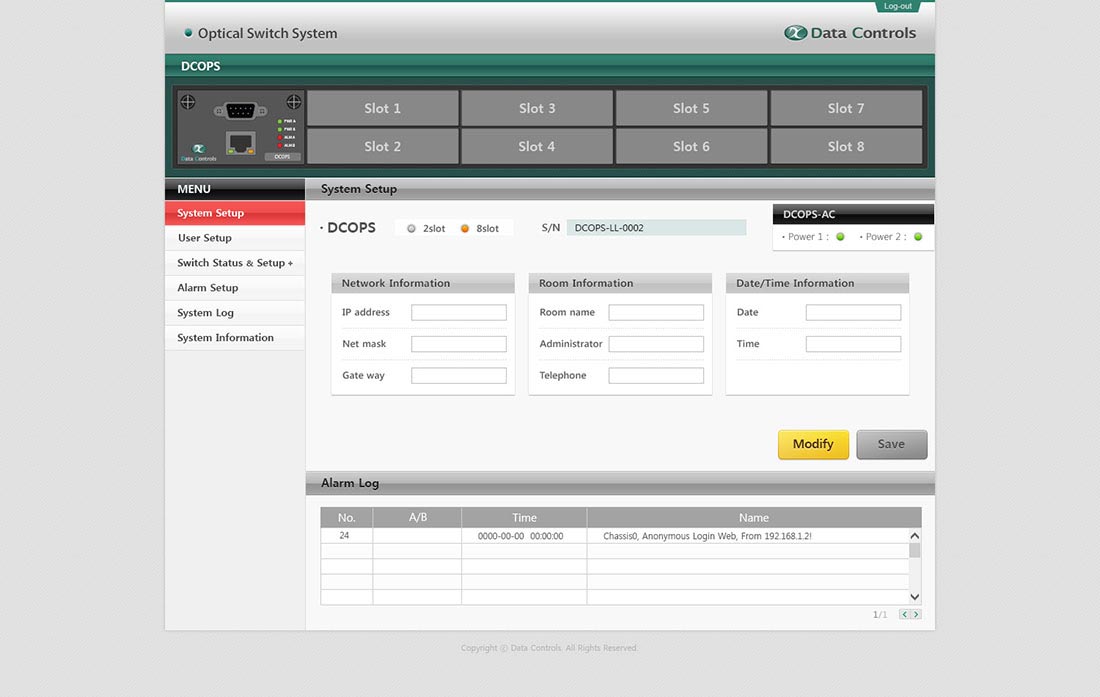 Log-out
Optical Switch System
Data Controls
DCOPS
PWR A
PWR B
ALM A
ALM B
Data Controls
DCOPS
Slot 1
Slot 3
Slot 5
Slot 7
Slot 2
Slot 4
Slot 6
Slot 8
MENU
System Setup
User Setup
Switch Status & Setup +
Alarm Setup
System Log
System Information
System Setup
· DCOPS
2slot
8slot
S/N
DCOPS-LL-0002
DCOPS-AC
· Power 1 :
· Power 2 :
Network Information
IP address
Net mask
Gate way
Room Information
Room name
Administrator
Telephone
Date/Time Information
Date
Time
Modify
Save
Alarm Log
No. A/B Time Name
24 0000-00-00 00:00:00 Chassis0, Anonymous Login Web, From 192.168.1.2!
1/1
Copyright ⓒ Data Controls. All Rights Reserved.